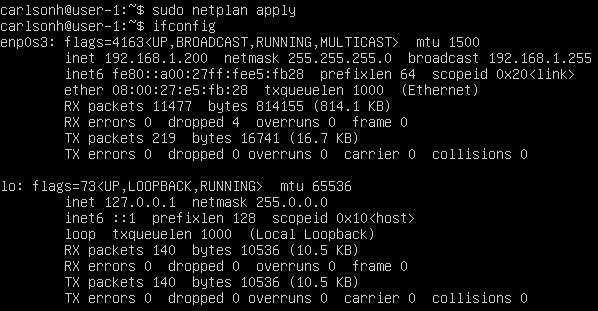 carlsonh@user-1:~$ sudo netplan apply
carlsonh@user-1:~$ ifconfig
enp0s3: flags=4163<UP,BROADCAST,RUNNING,MULTICAST>  mtu 1500
        inet 192.168.1.200  netmask 255.255.255.0  broadcast 192.168.1.255
        inet6 fe80::a00:27ff:fee5:fb28  prefixlen 64  scopeid 0x20<link>
        ether 08:00:27:e5:fb:28  txqueuelen 1000  (Ethernet)
        RX packets 11477  bytes 814155 (814.1 KB)
        RX errors 0  dropped 4  overruns 0  frame 0
        TX packets 219  bytes 16741 (16.7 KB)
        TX errors 0  dropped 0 overruns 0  carrier 0  collisions 0

lo: flags=73<UP,LOOPBACK,RUNNING>  mtu 65536
        inet 127.0.0.1  netmask 255.0.0.0
        inet6 ::1  prefixlen 128  scopeid 0x10<host>
        loop  txqueuelen 1000  (Local Loopback)
        RX packets 140  bytes 10536 (10.5 KB)
        RX errors 0  dropped 0  overruns 0  frame 0
        TX packets 140  bytes 10536 (10.5 KB)
        TX errors 0  dropped 0 overruns 0  carrier 0  collisions 0